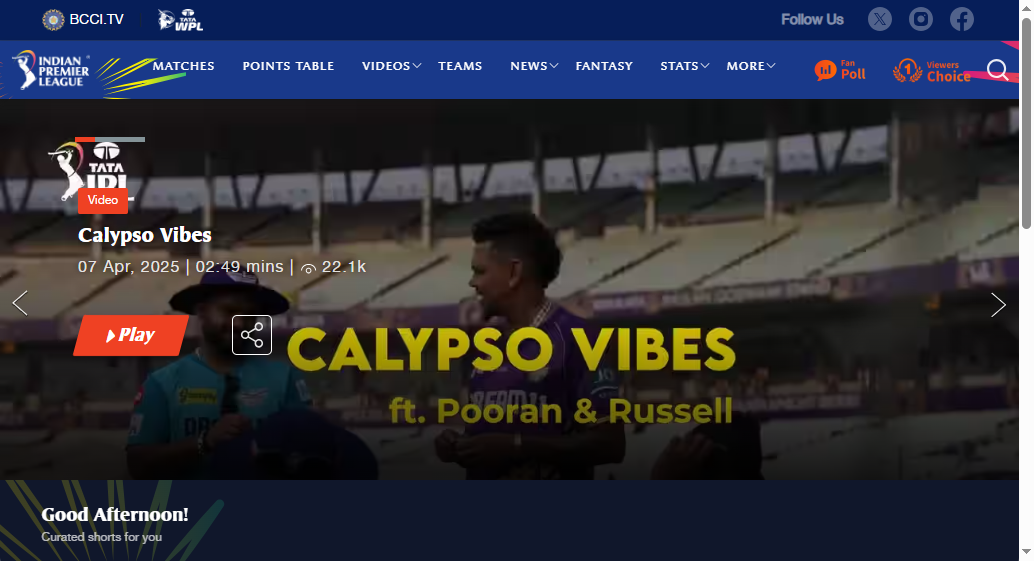 BCCI.TV
TATA
WPL
Follow Us
INDIAN
PREMIER
LEAGUE
MATCHES
POINTS TABLE
VIDEOS
TEAMS
NEWS
FANTASY
STATS
MORE
Fan
Poll
1
Viewers
Choice
TATA
IPL
Video
Calypso Vibes
07 Apr, 2025 | 02:49 mins | 22.1k
Play
CALYPSO VIBES
ft. Pooran & Russell
Good Afternoon!
Curated shorts for you